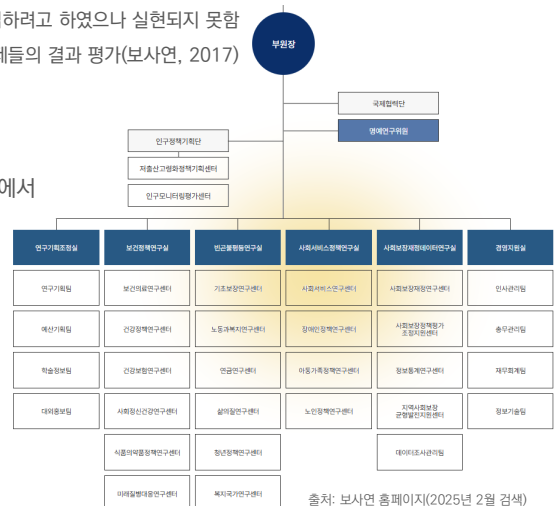 하려고 하였으나 실현되지 못함
제들의 결과 평가(보사연, 2017)
에서
부원장
국제협력단
명예연구위원
인구정책기획단
저출산고령화정책기획센터
인구모니터링평가센터
연구기획조정실
보건정책연구실
빈곤불평등연구실
사회서비스정책연구실
사회보장재정데이터연구실
경영지원실
연구기획팀
보건의료연구센터
기초보장연구센터
사회서비스연구센터
사회보장재정연구센터
인사관리팀
예산기획팀
건강정책연구센터
노동과복지연구센터
장애인정책연구센터
사회보장정책평가
조정지원센터
총무관리팀
학술정보팀
건강보험연구센터
연금연구센터
아동가족정책연구센터
정보통계연구센터
재무회계팀
대외홍보팀
사회정신건강연구센터
삶의질연구센터
노인정책연구센터
지역사회보장
균형발전지원센터
정보기술팀
식품의약품정책연구센터
청년정책연구센터
데이터조사관리팀
미래질병대응연구센터
복지국가연구센터
출처: 보사연 홈페이지(2025년 2월 검색)